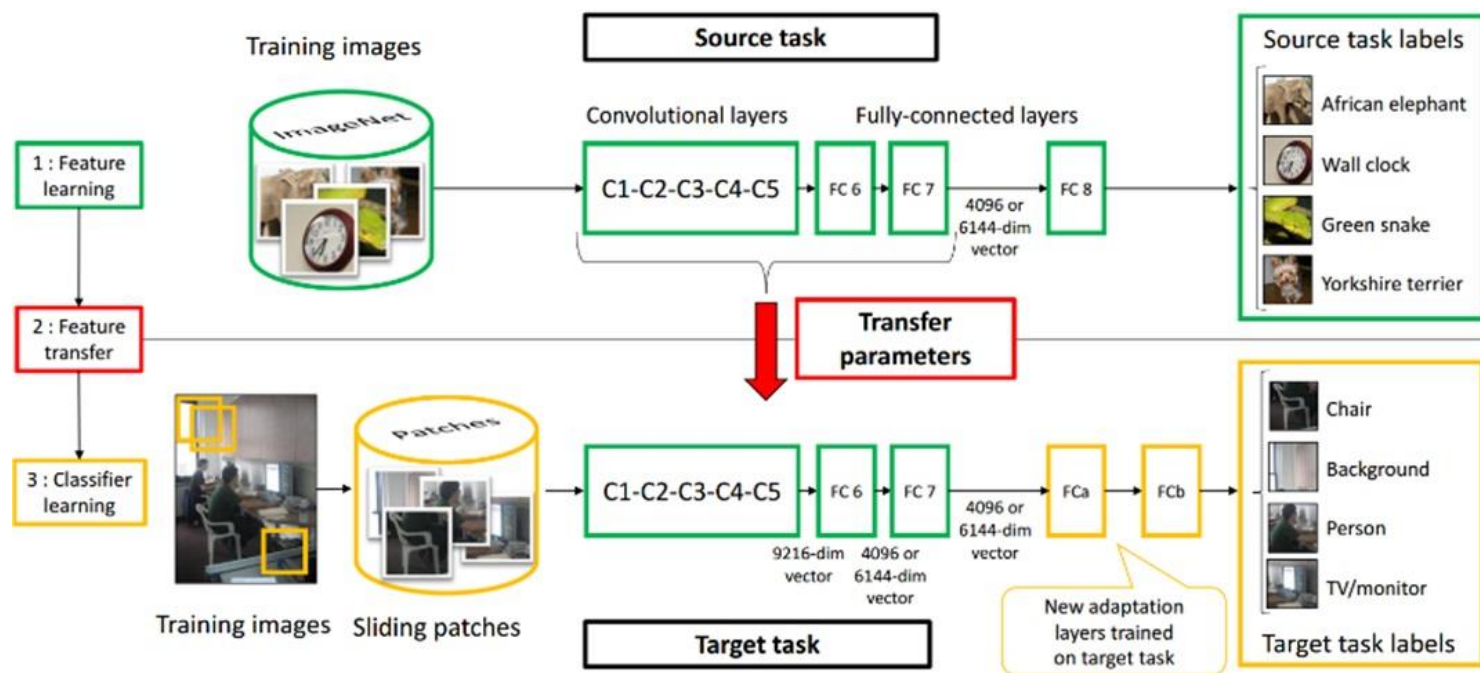 Training images
Source task
Source task labels
ImageNet
Convolutional layers
Fully-connected layers
African elephant
1 : Feature
learning
C1-C2-C3-C4-C5
FC 6
FC 7
FC 8
Wall clock
4096 or
6144-dim
vector
Green snake
Yorkshire terrier
2 : Feature
transfer
Transfer
parameters
Patches
Chair
3 : Classifier
learning
C1-C2-C3-C4-C5
FC 6
FC 7
FCa
FCb
Background
9216-dim
vector
4096 or
6144-dim
vector
4096 or
6144-dim
vector
Person
TV/monitor
Training images
Sliding patches
Target task
New adaptation
layers trained
on target task
Target task labels